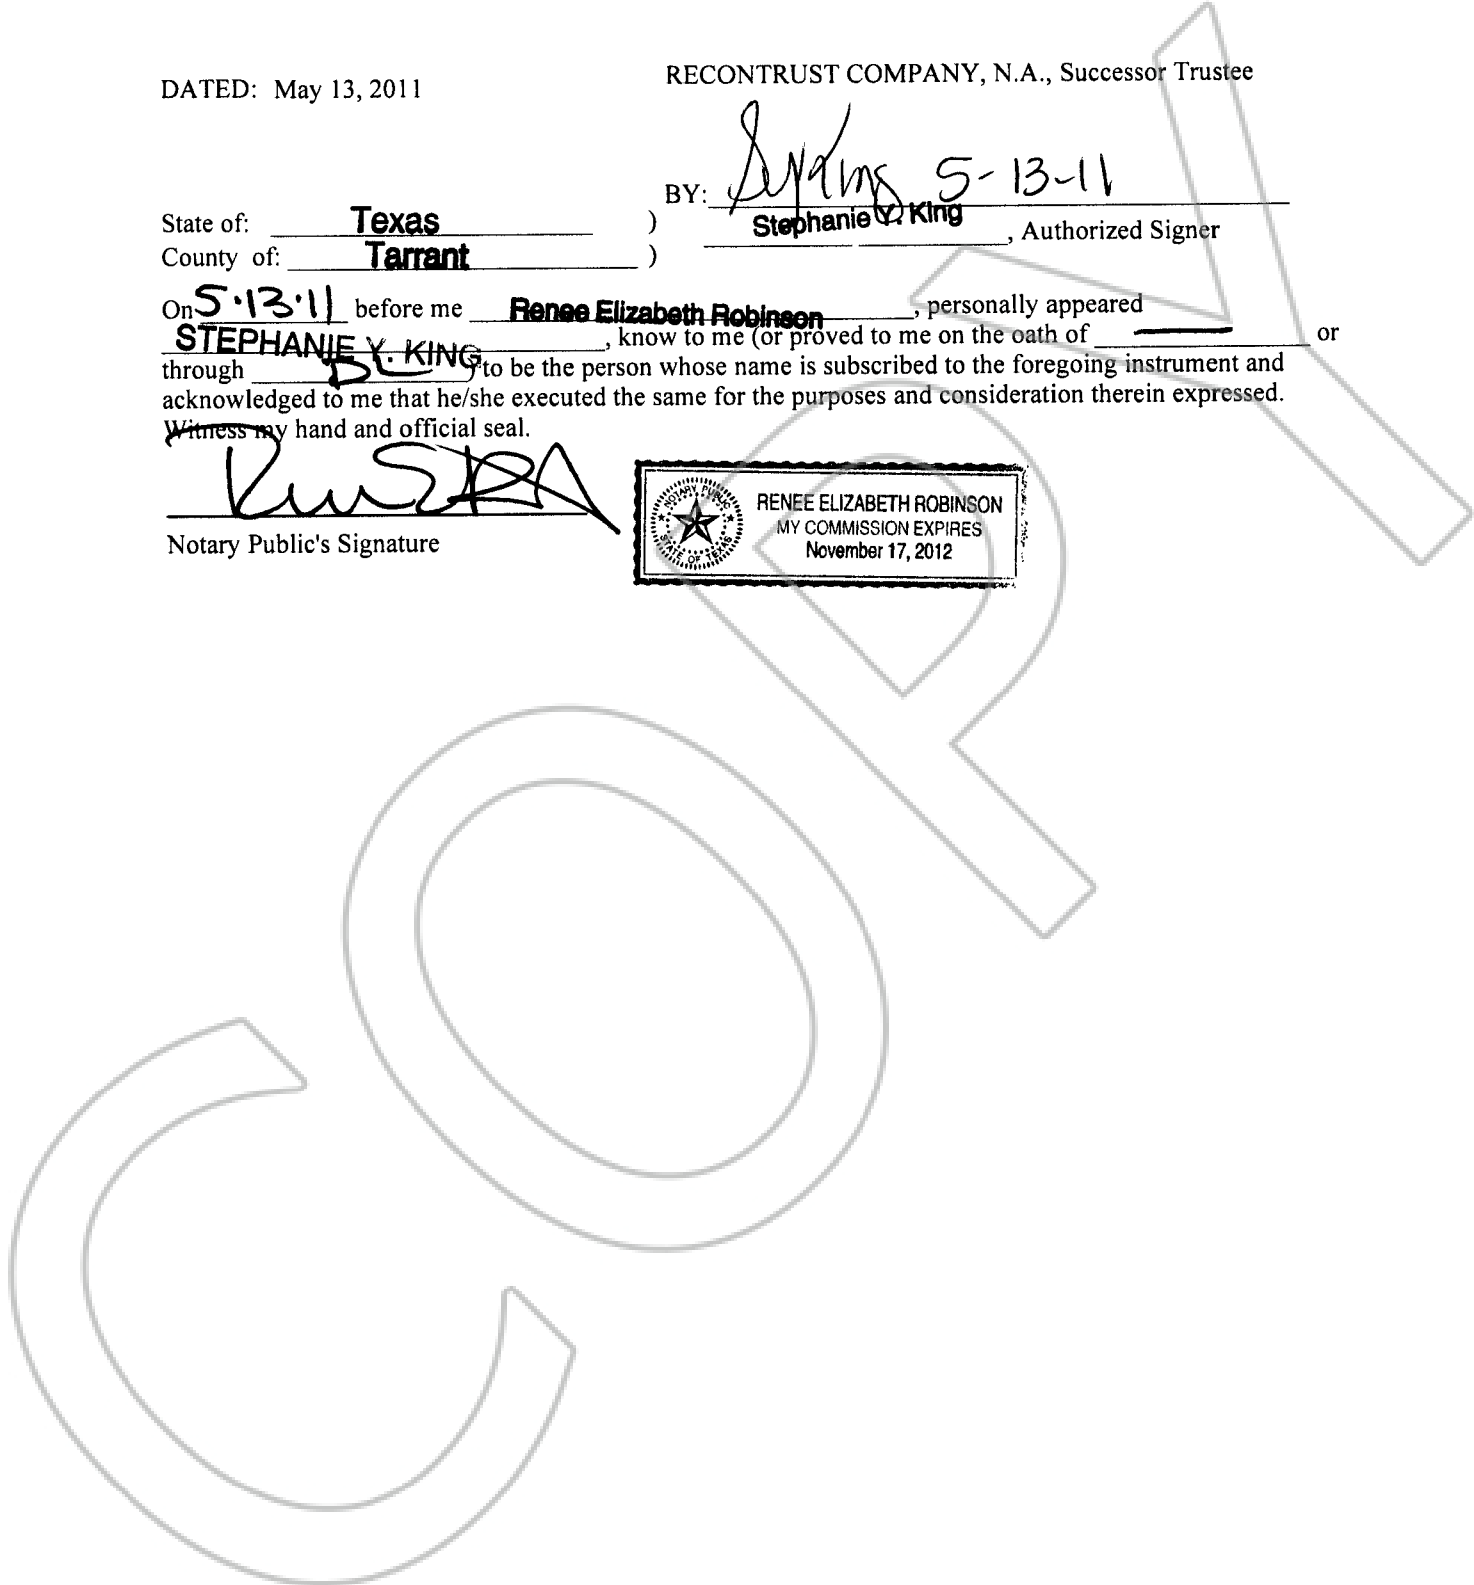 DATED: May 13, 2011
RECONTRUST COMPANY, N.A., Successor Trustee
BY: 5-13-11
Stephanie Y. King, Authorized Signer
State of: Texas )
County of: Tarrant )
On 5.13.11 before me Renee Elizabeth Robinson, personally appeared
STEPHANIE Y. KING, know to me (or proved to me on the oath of or
through DL) to be the person whose name is subscribed to the foregoing instrument and
acknowledged to me that he/she executed the same for the purposes and consideration therein expressed.
Witness my hand and official seal.
Notary Public's Signature
NOTARY PUBLIC
STATE OF TEXAS
RENEE ELIZABETH ROBINSON
MY COMMISSION EXPIRES
November 17, 2012
COPY